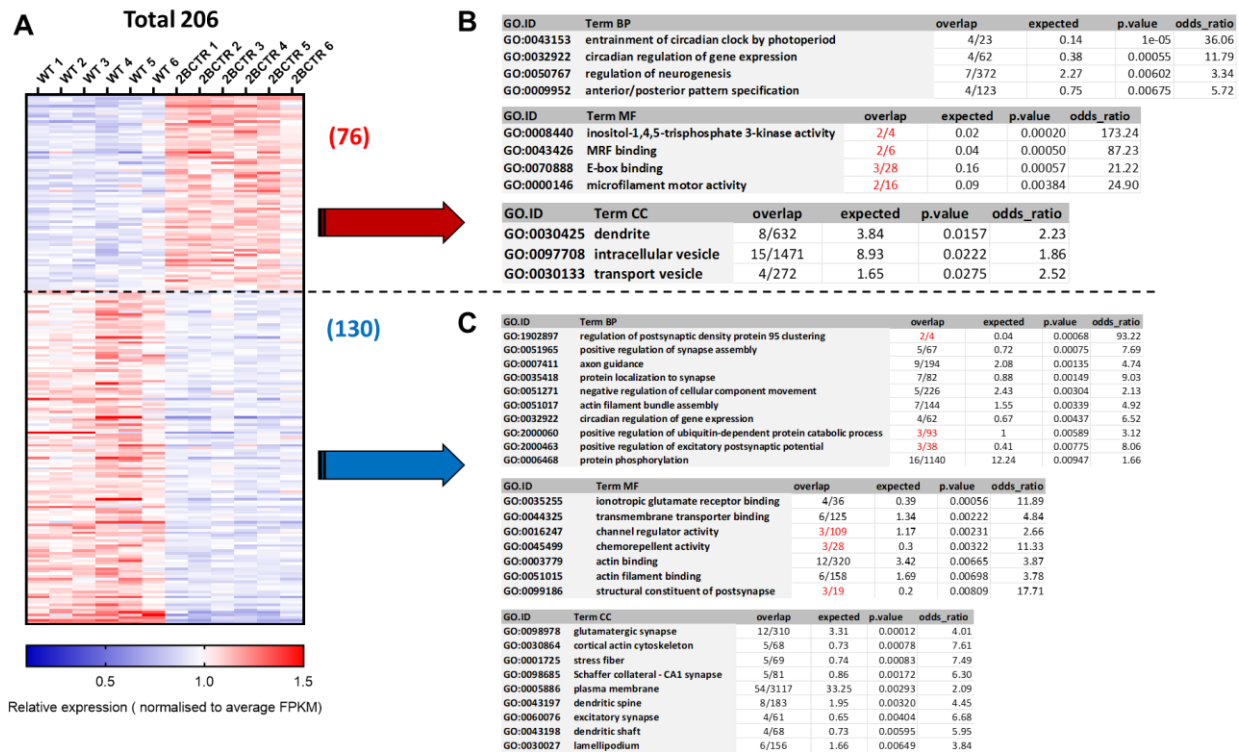 A
Total 206
WT 1
WT 2
WT 3
WT 4
WT 5
WT 6
2BCTR 1
2BCTR 2
2BCTR 3
2BCTR 4
2BCTR 5
2BCTR 6
(76)
(130)
0.5 1.0 1.5
Relative expression ( normalised to average FPKM)
B
GO.ID Term BP overlap expected p.value odds_ratio
GO:0043153 entrainment of circadian clock by photoperiod 4/23 0.14 1e-05 36.06
GO:0032922 circadian regulation of gene expression 4/62 0.38 0.00055 11.79
GO:0050767 regulation of neurogenesis 7/372 2.27 0.00602 3.34
GO:0009952 anterior/posterior pattern specification 4/123 0.75 0.00675 5.72
GO.ID Term MF overlap expected p.value odds_ratio
GO:0008440 inositol-1,4,5-trisphosphate 3-kinase activity 2/4 0.02 0.00020 173.24
GO:0043426 MRF binding 2/6 0.04 0.00050 87.23
GO:0070888 E-box binding 3/28 0.16 0.00057 21.22
GO:0000146 microfilament motor activity 2/16 0.09 0.00384 24.90
GO.ID Term CC overlap expected p.value odds_ratio
GO:0030425 dendrite 8/632 3.84 0.0157 2.23
GO:0097708 intracellular vesicle 15/1471 8.93 0.0222 1.86
GO:0030133 transport vesicle 4/272 1.65 0.0275 2.52
C
GO.ID Term BP overlap expected p.value odds_ratio
GO:1902897 regulation of postsynaptic density protein 95 clustering 2/4 0.04 0.00068 93.22
GO:0051965 positive regulation of synapse assembly 5/67 0.72 0.00075 7.69
GO:0007411 axon guidance 9/194 2.08 0.00135 4.74
GO:0035418 protein localization to synapse 7/82 0.88 0.00149 9.03
GO:0051271 negative regulation of cellular component movement 5/226 2.43 0.00304 2.13
GO:0051017 actin filament bundle assembly 7/144 1.55 0.00339 4.92
GO:0032922 circadian regulation of gene expression 4/62 0.67 0.00437 6.52
GO:2000060 positive regulation of ubiquitin-dependent protein catabolic process 3/93 1 0.00589 3.12
GO:2000463 positive regulation of excitatory postsynaptic potential 3/38 0.41 0.00775 8.06
GO:0006468 protein phosphorylation 16/1140 12.24 0.00947 1.66
GO.ID Term MF overlap expected p.value odds_ratio
GO:0035255 ionotropic glutamate receptor binding 4/36 0.39 0.00056 11.89
GO:0044325 transmembrane transporter binding 6/125 1.34 0.00222 4.84
GO:0016247 channel regulator activity 3/109 1.17 0.00231 2.66
GO:0045499 chemorepellent activity 3/28 0.3 0.00322 11.33
GO:0003779 actin binding 12/320 3.42 0.00665 3.87
GO:0051015 actin filament binding 6/158 1.69 0.00698 3.78
GO:0099186 structural constituent of postsynapse 3/19 0.2 0.00809 17.71
GO.ID Term CC overlap expected p.value odds_ratio
GO:0098978 glutamatergic synapse 12/310 3.31 0.00012 4.01
GO:0030864 cortical actin cytoskeleton 5/68 0.73 0.00078 7.61
GO:0001725 stress fiber 5/69 0.74 0.00083 7.49
GO:0098685 Schaffer collateral - CA1 synapse 5/81 0.86 0.00172 6.30
GO:0005886 plasma membrane 54/3117 33.25 0.00293 2.09
GO:0043197 dendritic spine 8/183 1.95 0.00320 4.45
GO:0060076 excitatory synapse 4/61 0.65 0.00404 6.68
GO:0043198 dendritic shaft 4/68 0.73 0.00595 5.95
GO:0030027 lamellipodium 6/156 1.66 0.00649 3.84